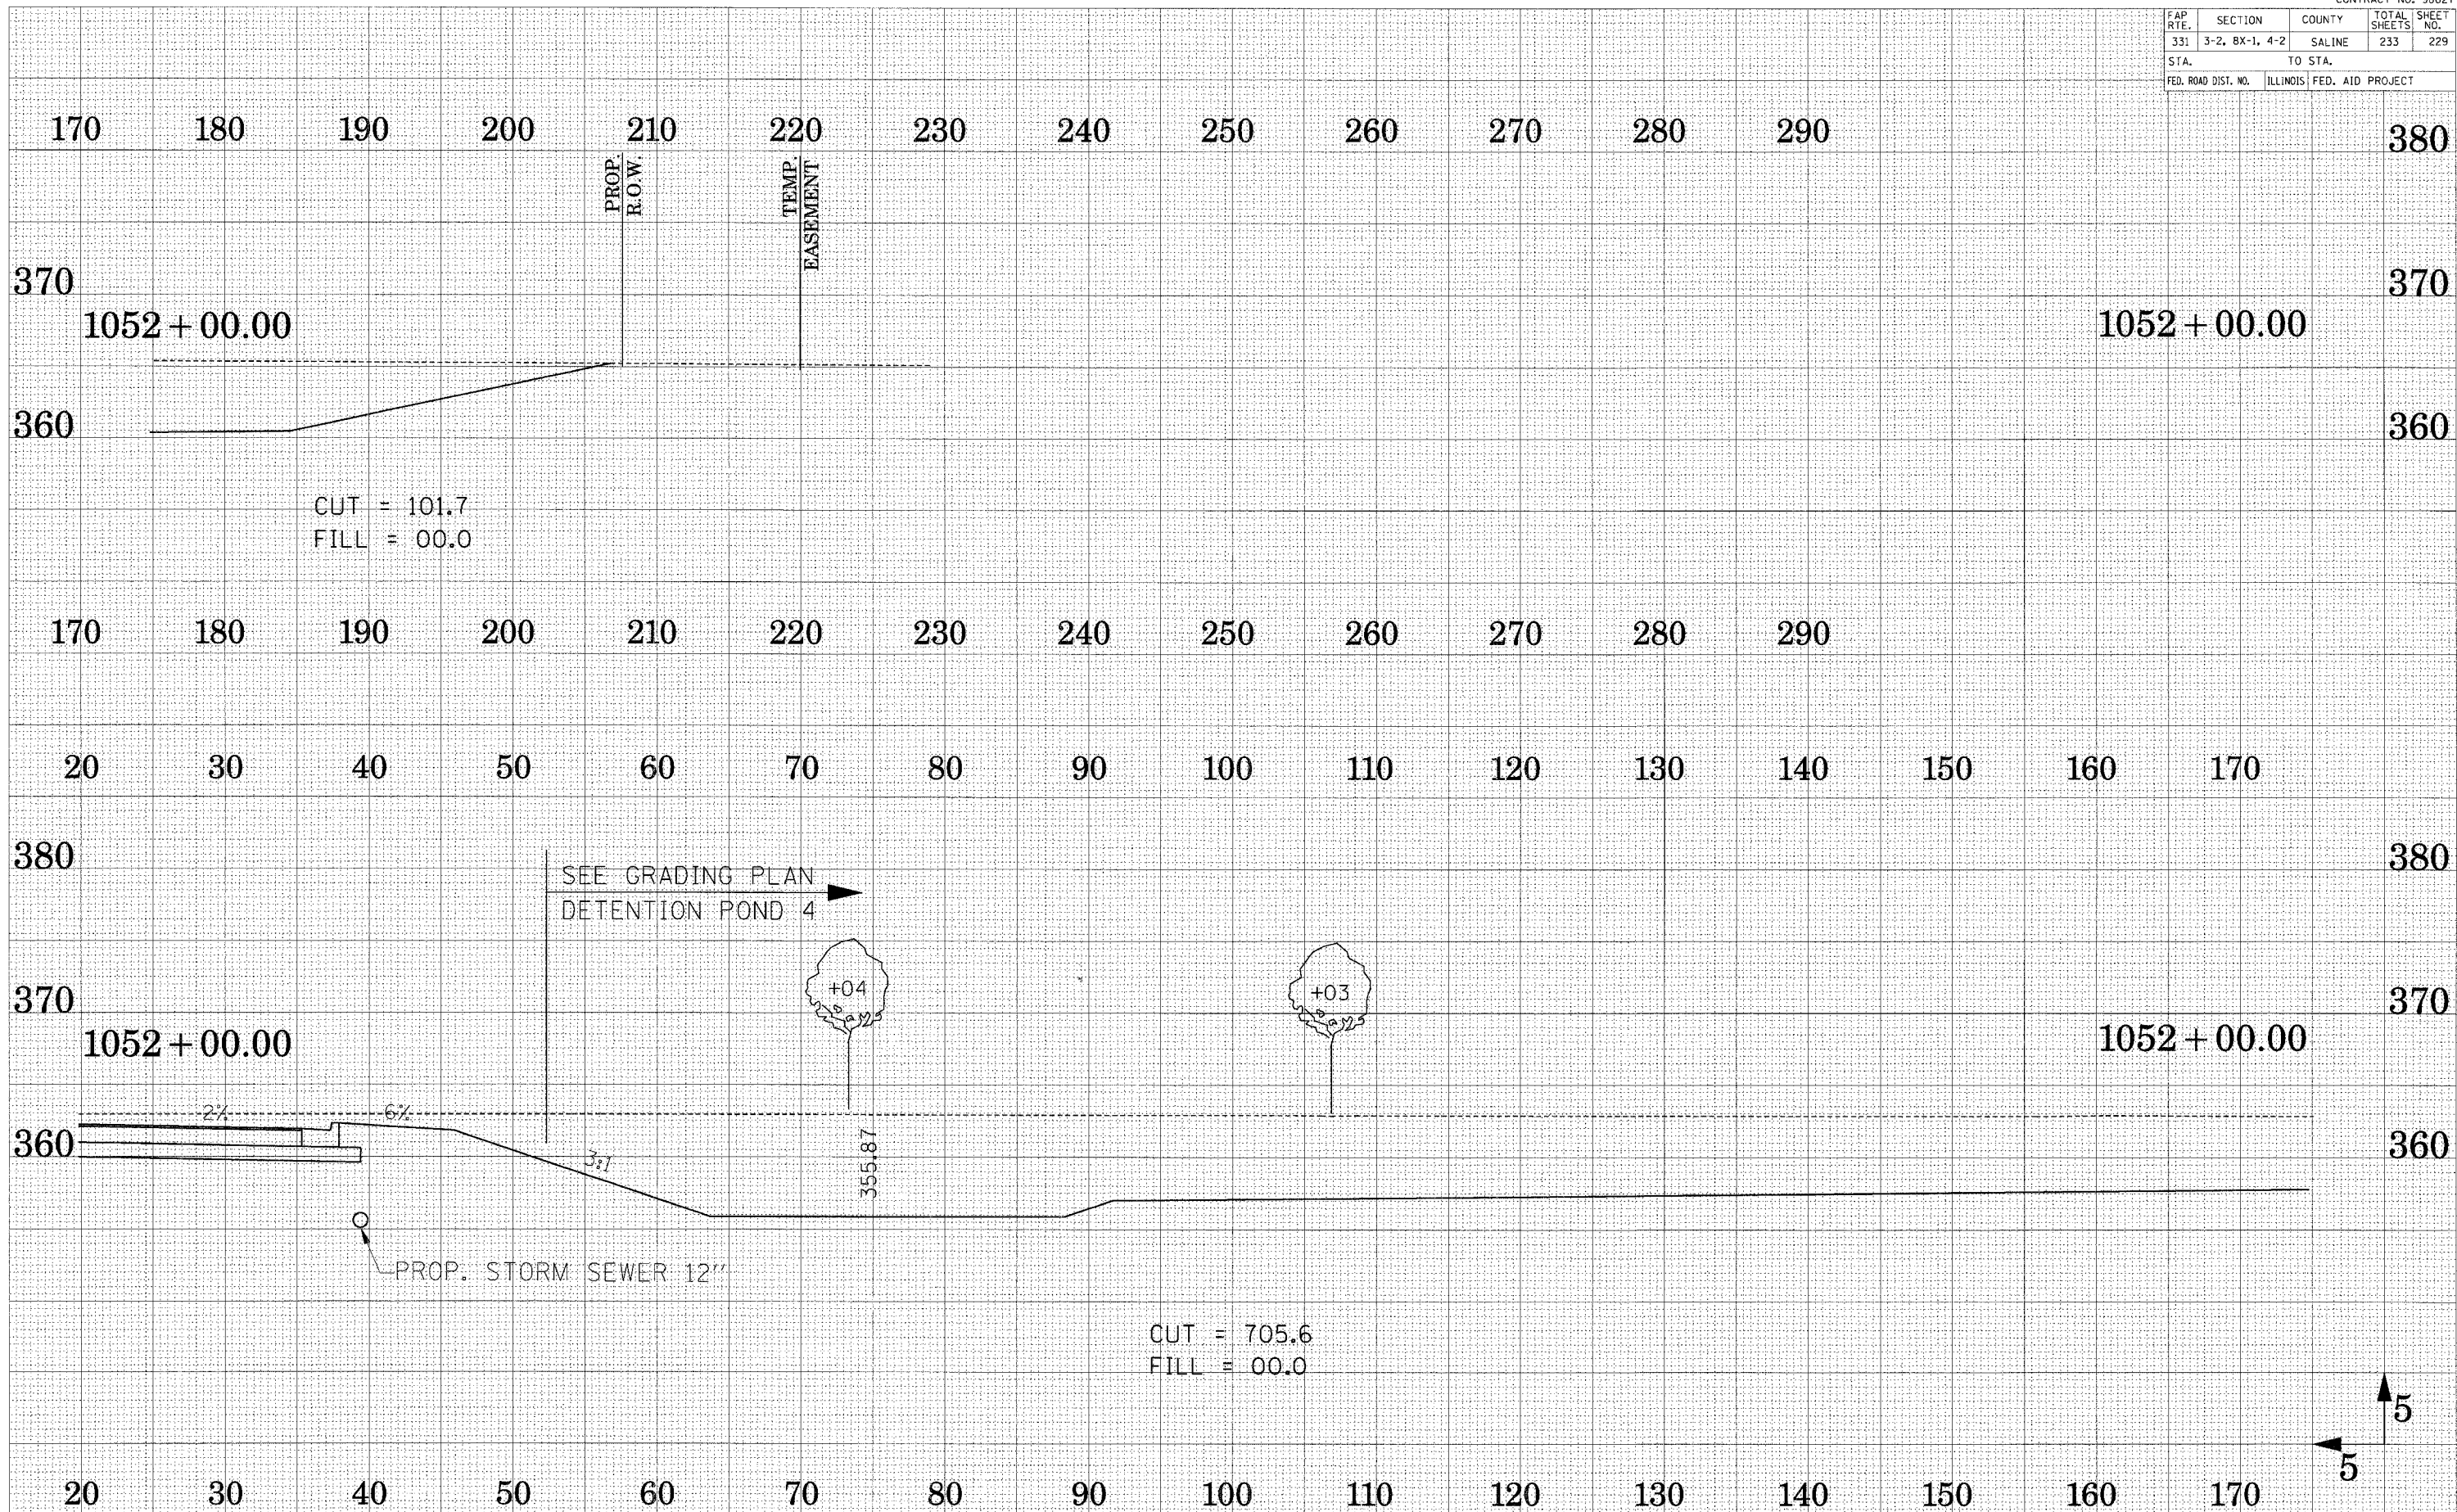 FAP RTE. SECTION COUNTY TOTAL SHEETS SHEET NO.
331 3-2, 8X-1, 4-2 SALINE 233 229
STA. TO STA.
FED. ROAD DIST. NO. ILLINOIS FED. AID PROJECT
170 180 190 200 210 220 230 240 250 260 270 280 290 380
PROP. R.O.W.
TEMP. EASEMENT
370 370
1052+00.00 1052+00.00
360 360
CUT = 101.7
FILL = 00.0
170 180 190 200 210 220 230 240 250 260 270 280 290
20 30 40 50 60 70 80 90 100 110 120 130 140 150 160 170
380 380
SEE GRADING PLAN
DETENTION POND 4
+04 +03
370 370
1052+00.00 1052+00.00
2% 6%
360 360
3:1
355.87
PROP. STORM SEWER 12"
CUT = 705.6
FILL = 00.0
5
5
20 30 40 50 60 70 80 90 100 110 120 130 140 150 160 170